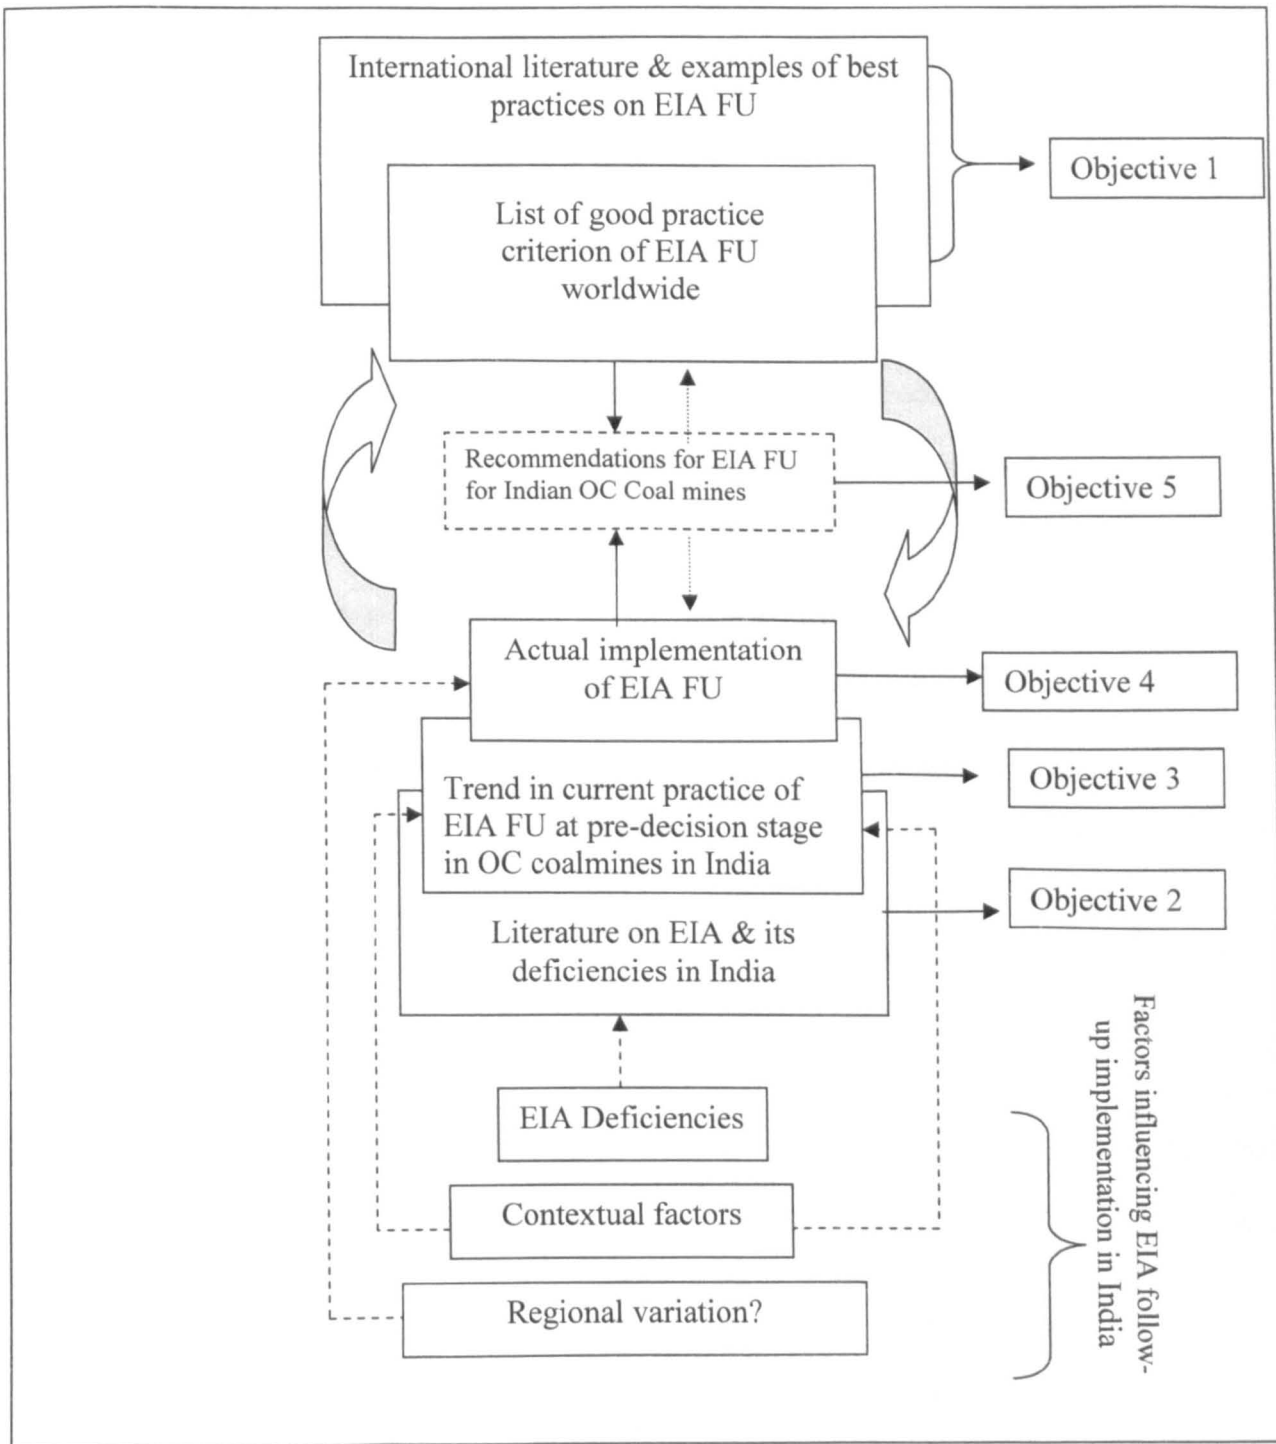 International literature & examples of best
practices on EIA FU
Objective 1
List of good practice
criterion of EIA FU
worldwide
Recommendations for EIA FU
for Indian OC Coal mines
Objective 5
Actual implementation
of EIA FU
Objective 4
Trend in current practice of
EIA FU at pre-decision stage
in OC coalmines in India
Objective 3
Objective 2
Literature on EIA & its
deficiencies in India
EIA Deficiencies
Contextual factors
Regional variation?
Factors influencing EIA follow-
up implementation in India